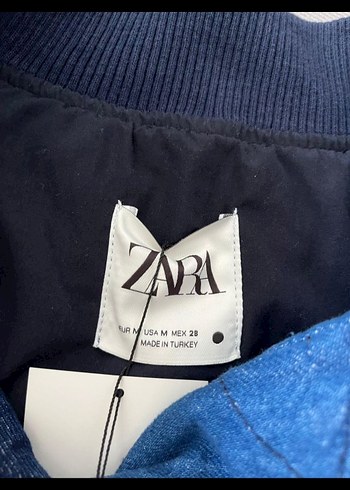 ZARA
EUR M USA M MEX 28
MADE IN TURKEY